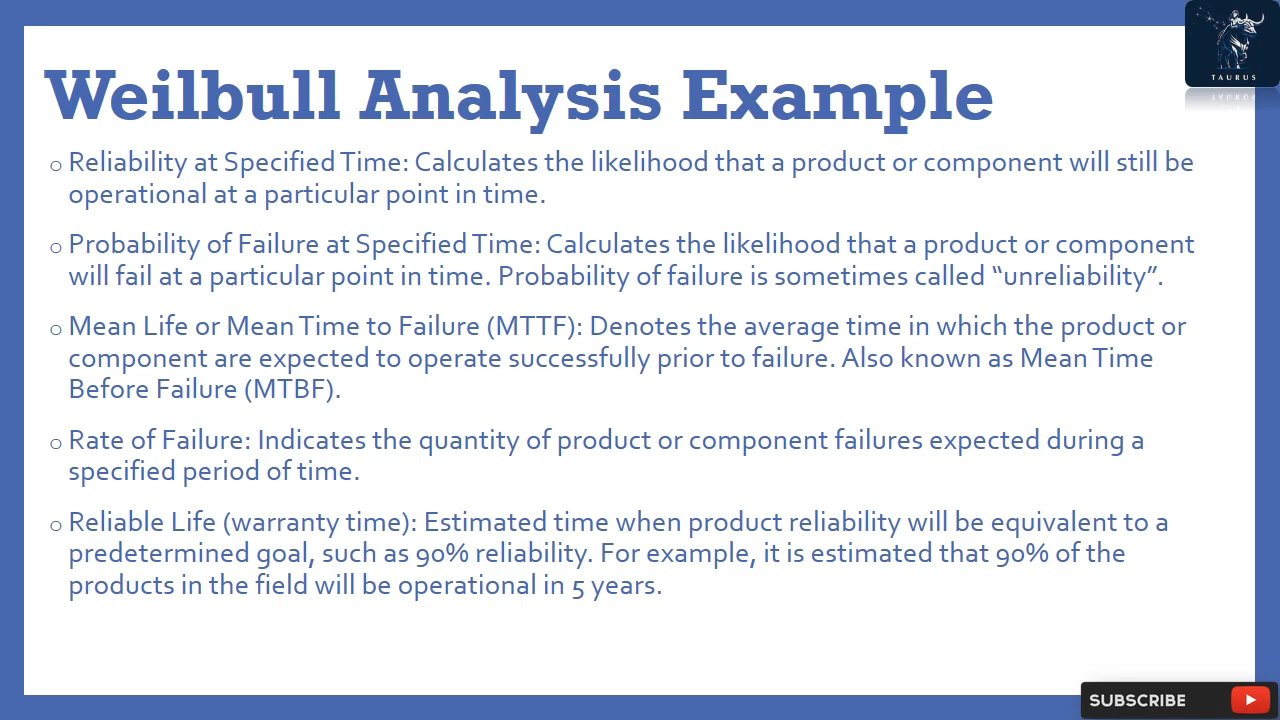 TAURUS
Weilbull Analysis Example
o Reliability at Specified Time: Calculates the likelihood that a product or component will still be
operational at a particular point in time.
o Probability of Failure at Specified Time: Calculates the likelihood that a product or component
will fail at a particular point in time. Probability of failure is sometimes called “unreliability”.
o Mean Life or Mean Time to Failure (MTTF): Denotes the average time in which the product or
component are expected to operate successfully prior to failure. Also known as Mean Time
Before Failure (MTBF).
o Rate of Failure: Indicates the quantity of product or component failures expected during a
specified period of time.
o Reliable Life (warranty time): Estimated time when product reliability will be equivalent to a
predetermined goal, such as 90% reliability. For example, it is estimated that 90% of the
products in the field will be operational in 5 years.
SUBSCRIBE